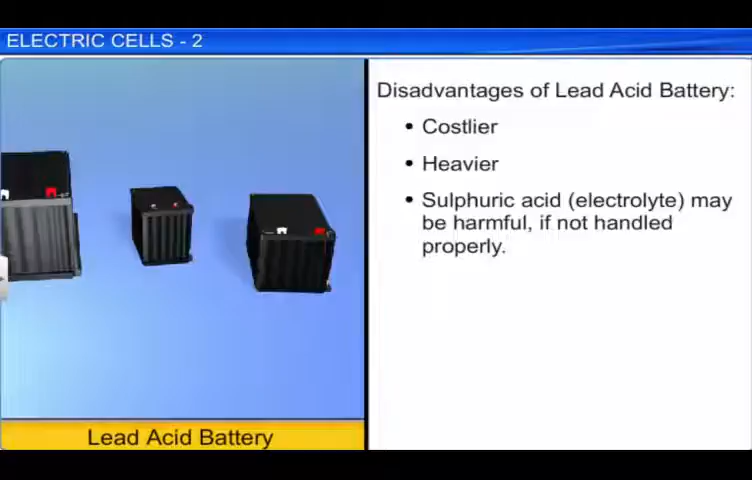 ELECTRIC CELLS - 2
Disadvantages of Lead Acid Battery:
• Costlier
• Heavier
• Sulphuric acid (electrolyte) may
be harmful, if not handled
properly.
Lead Acid Battery